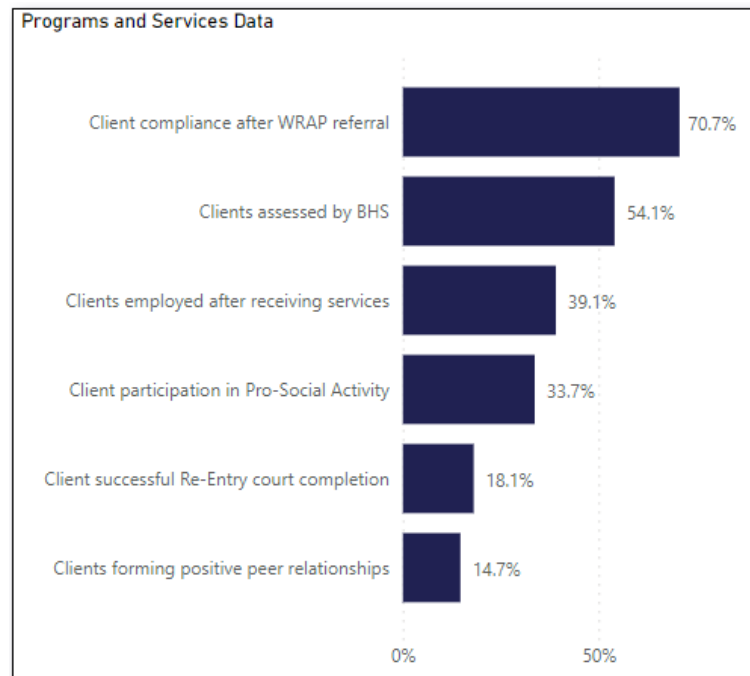 Programs and Services Data
Client compliance after WRAP referral 70.7%
Clients assessed by BHS 54.1%
Clients employed after receiving services 39.1%
Client participation in Pro-Social Activity 33.7%
Client successful Re-Entry court completion 18.1%
Clients forming positive peer relationships 14.7%
0% 50%